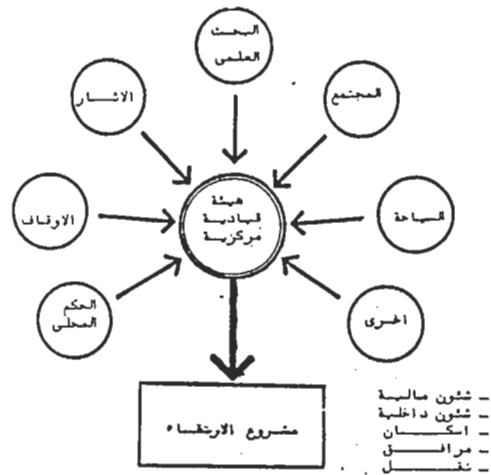 البحث
العلمى
الاثار
المجتمع
هيئة
قيادية
مركزية
الاوقاف
السياحة
الحكم
المحلى
اخرى
مشروع الارتقاء
ـ شئون مالية
ـ شئون داخلية
ـ اسكان
ـ مرافق
ـ نقل